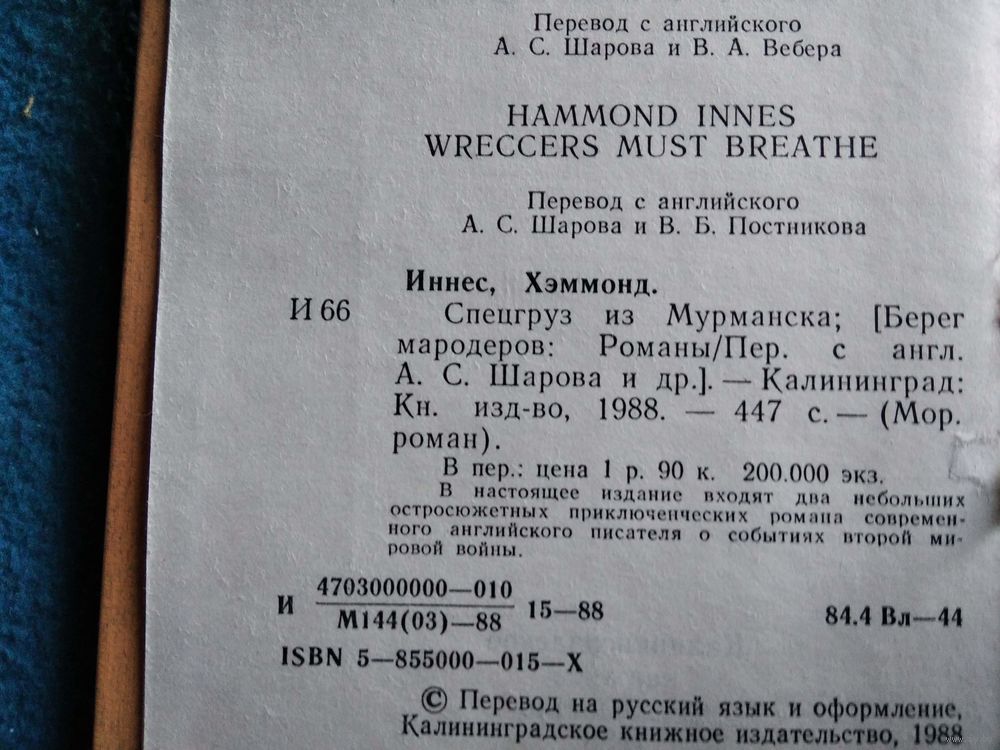 Перевод с английского
А. С. Шарова и В. А. Вебера
HAMMOND INNES
WRECCERS MUST BREATHE
Перевод с английского
А. С. Шарова и В. Б. Постникова
Иннес, Хэммонд.
И 66 Спецгруз из Мурманска; [Берег
мародеров: Романы/Пер. с англ.
А. С. Шарова и др.]. — Калининград:
Кн. изд-во, 1988. — 447 с. — (Мор.
роман).
В пер.: цена 1 р. 90 к. 200.000 экз.
В настоящее издание входят два небольших
остросюжетных приключенческих романа современ-
ного английского писателя о событиях второй ми-
ровой войны.
4703000000—010
И 15—88 84.4 Вл—44
М144(03)—88
ISBN 5—855000—015—X
© Перевод на русский язык и оформление,
Калининградское книжное издательство, 1988